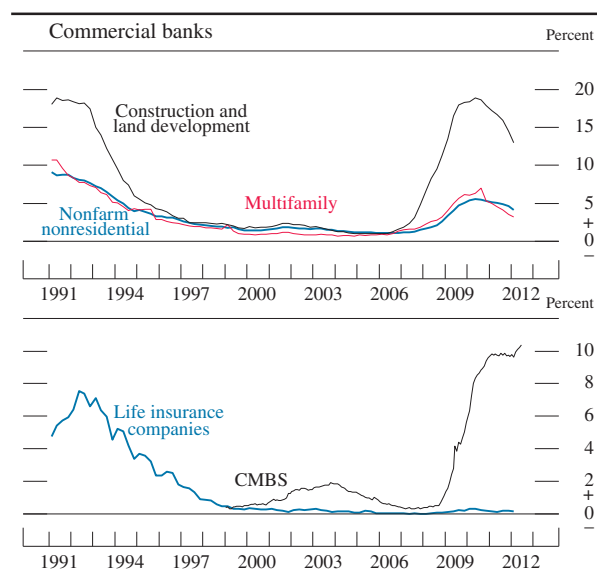 Commercial banks
Percent
20
Construction and
land development
15
10
Multifamily
Nonfarm
nonresidential
5
+
0
–
1991 1994 1997 2000 2003 2006 2009 2012
Percent
10
Life insurance
companies
8
6
4
CMBS
2
+
0
–
1991 1994 1997 2000 2003 2006 2009 2012